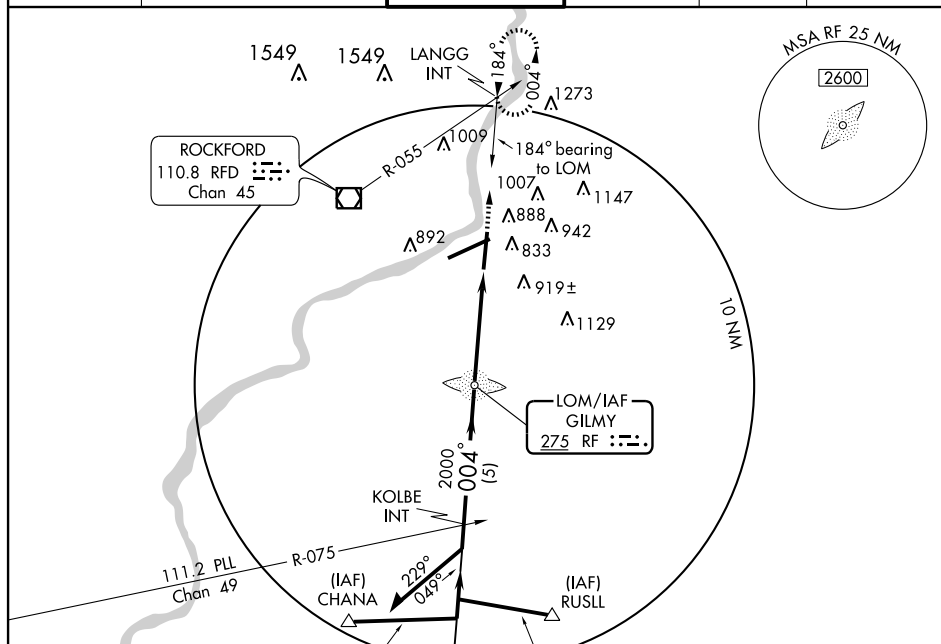 MSA RF 25 NM
2600
1549
1549
LANGG
INT
184°
004°
1273
1009
ROCKFORD
110.8 RFD
Chan 45
R-055
184° bearing
to LOM
1007
1147
888
942
892
833
919±
1129
10 NM
LOM/IAF
GILMY
275 RF
2000
004°
(5)
KOLBE
INT
R-075
111.2 PLL
Chan 49
229°
049°
(IAF)
CHANA
(IAF)
RUSLL